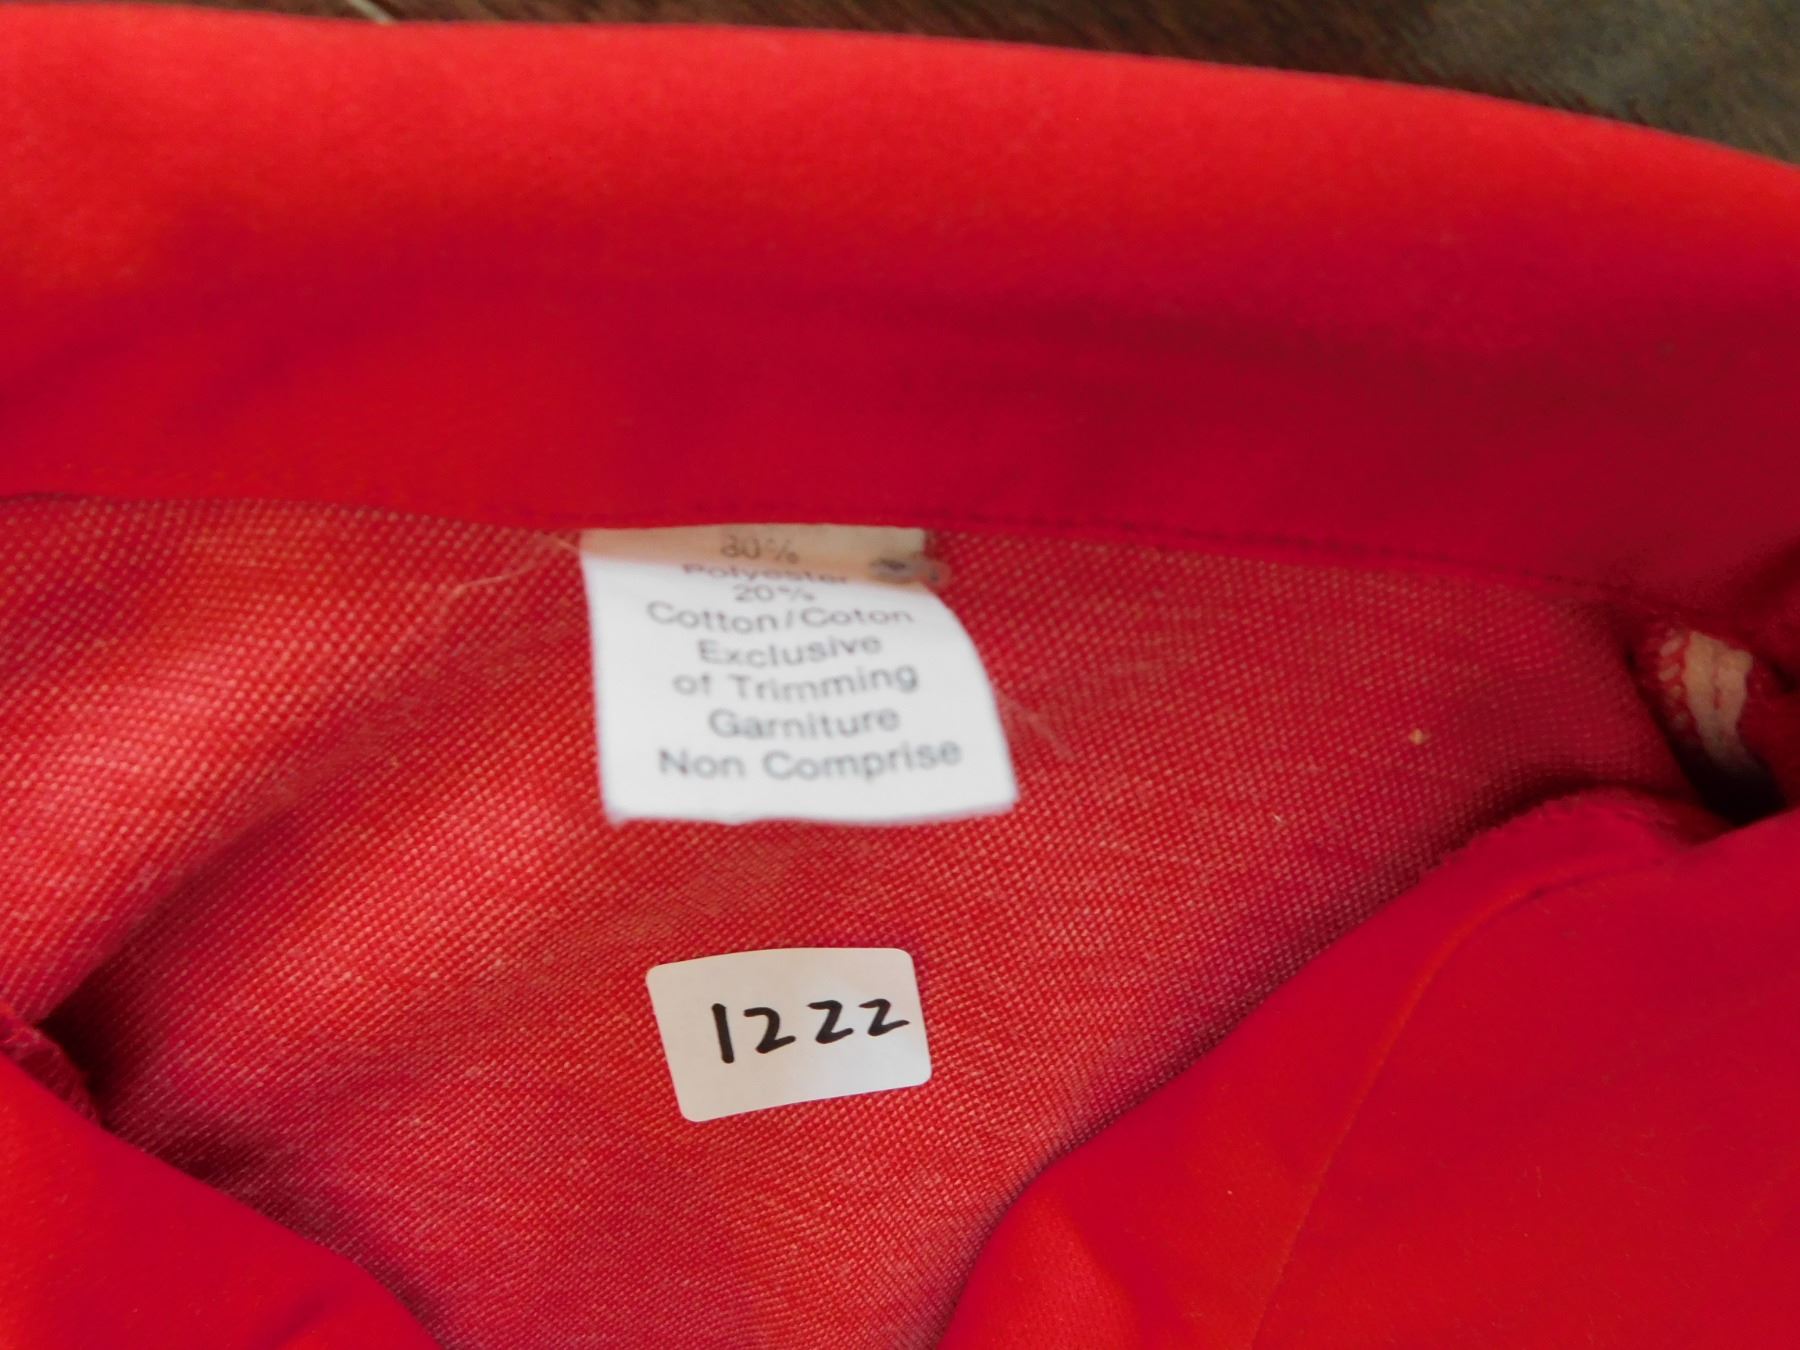 80%
Polyester
20%
Cotton/Coton
Exclusive
of Trimming
Garniture
Non Comprise
1222